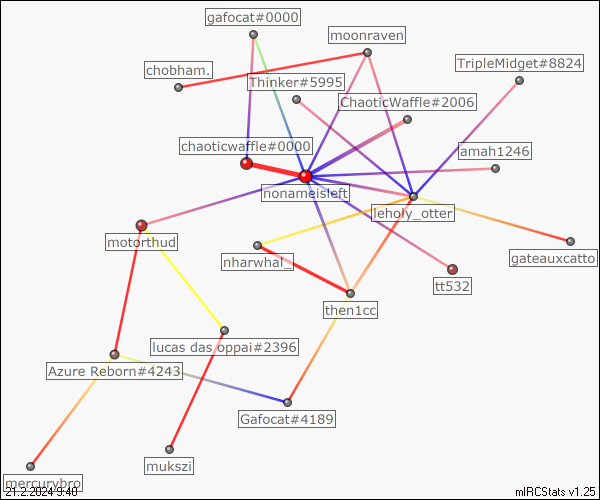 gafocat#0000
moonraven
chobham.
TripleMidget#8824
Thinker#5995
ChaoticWaffle#2006
chaoticwaffle#0000
amah1246
nonameisleft
leholy_otter
motorthud
nharwhal_
gateauxcatto
tt532
then1cc
lucas das oppai#2396
Azure Reborn#4243
Gafocat#4189
mukszi
mercurybro
21.2.2024 9:40
mIRCStats v1.25